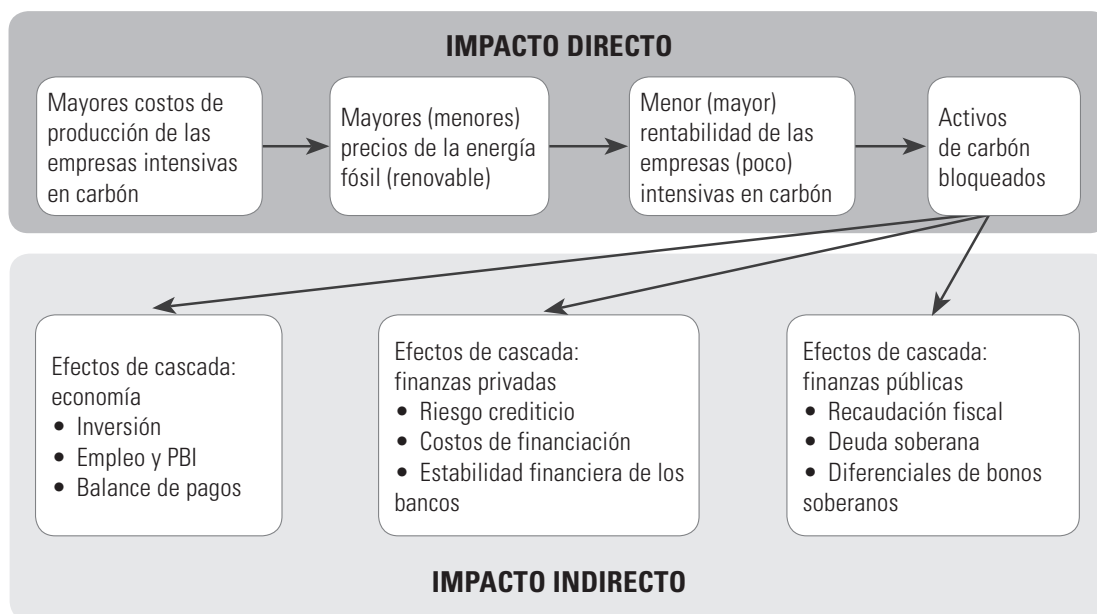 IMPACTO DIRECTO
Mayores costos de
producción de las
empresas intensivas
en carbón
Mayores (menores)
precios de la energía
fósil (renovable)
Menor (mayor)
rentabilidad de las
empresas (poco)
intensivas en carbón
Activos
de carbón
bloqueados
Efectos de cascada:
economía
• Inversión
• Empleo y PBI
• Balance de pagos
Efectos de cascada:
finanzas privadas
• Riesgo crediticio
• Costos de financiación
• Estabilidad financiera de los
bancos
Efectos de cascada:
finanzas públicas
• Recaudación fiscal
• Deuda soberana
• Diferenciales de bonos
soberanos
IMPACTO INDIRECTO